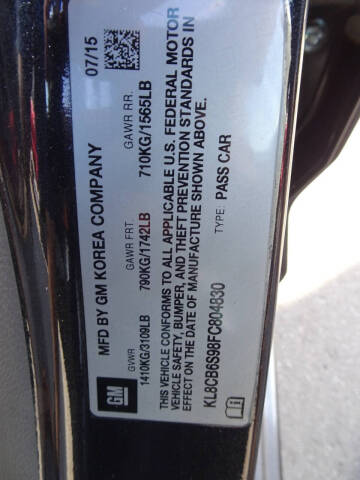 MFD BY GM KOREA COMPANY 07/15
GM
GVWR GAWR FRT GAWR RR.
1410KG/3109LB 790KG/1742LB 710KG/1565LB
THIS VEHICLE CONFORMS TO ALL APPLICABLE U.S. FEDERAL MOTOR
VEHICLE SAFETY, BUMPER, AND THEFT PREVENTION STANDARDS IN
EFFECT ON THE DATE OF MANUFACTURE SHOWN ABOVE.
KL8CB6S98FC804830 TYPE: PASS CAR